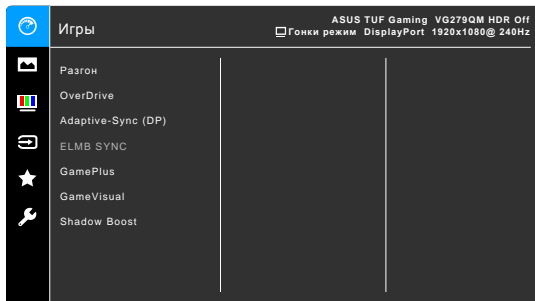 ASUS TUF Gaming VG279QM HDR Off
Игры
Гонки режим DisplayPort 1920x1080@ 240Hz
Разгон
OverDrive
Adaptive-Sync (DP)
ELMB SYNC
GamePlus
GameVisual
Shadow Boost